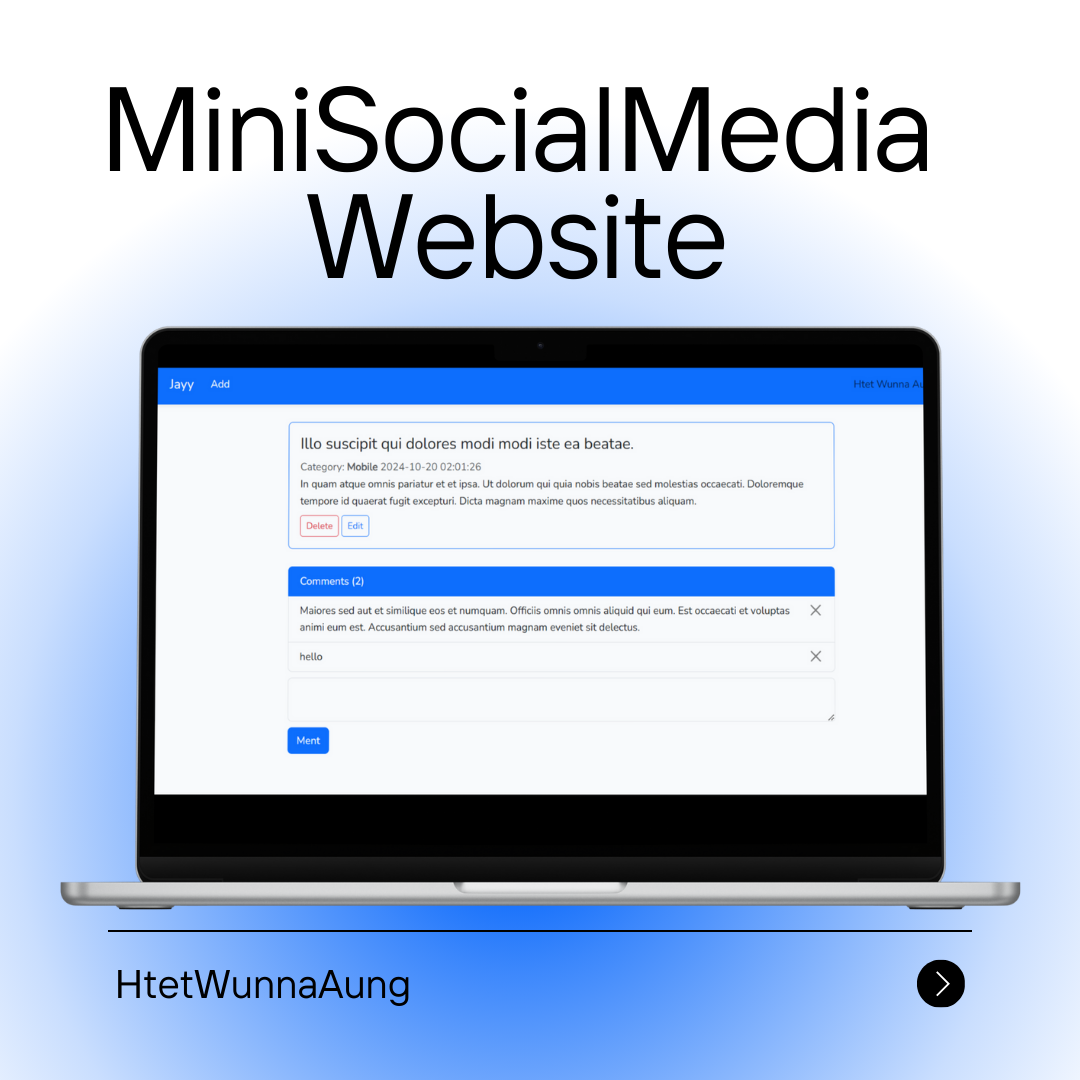 MiniSocialMedia
Website
Jayy Add Htet Wunna Au
Illo suscipit qui dolores modi modi iste ea beatae.
Category: Mobile 2024-10-20 02:01:26
In quam atque omnis pariatur et et ipsa. Ut dolorum qui quia nobis beatae sed molestias occaecati. Doloremque
tempore id quaerat fugit excepturi. Dicta magnam maxime quos necessitatibus aliquam.
Delete Edit
Comments (2)
Maiores sed aut et similique eos et numquam. Officiis omnis omnis aliquid qui eum. Est occaecati et voluptas
animi eum est. Accusantium sed accusantium magnam eveniet sit delectus.
hello
Ment
HtetWunnaAung